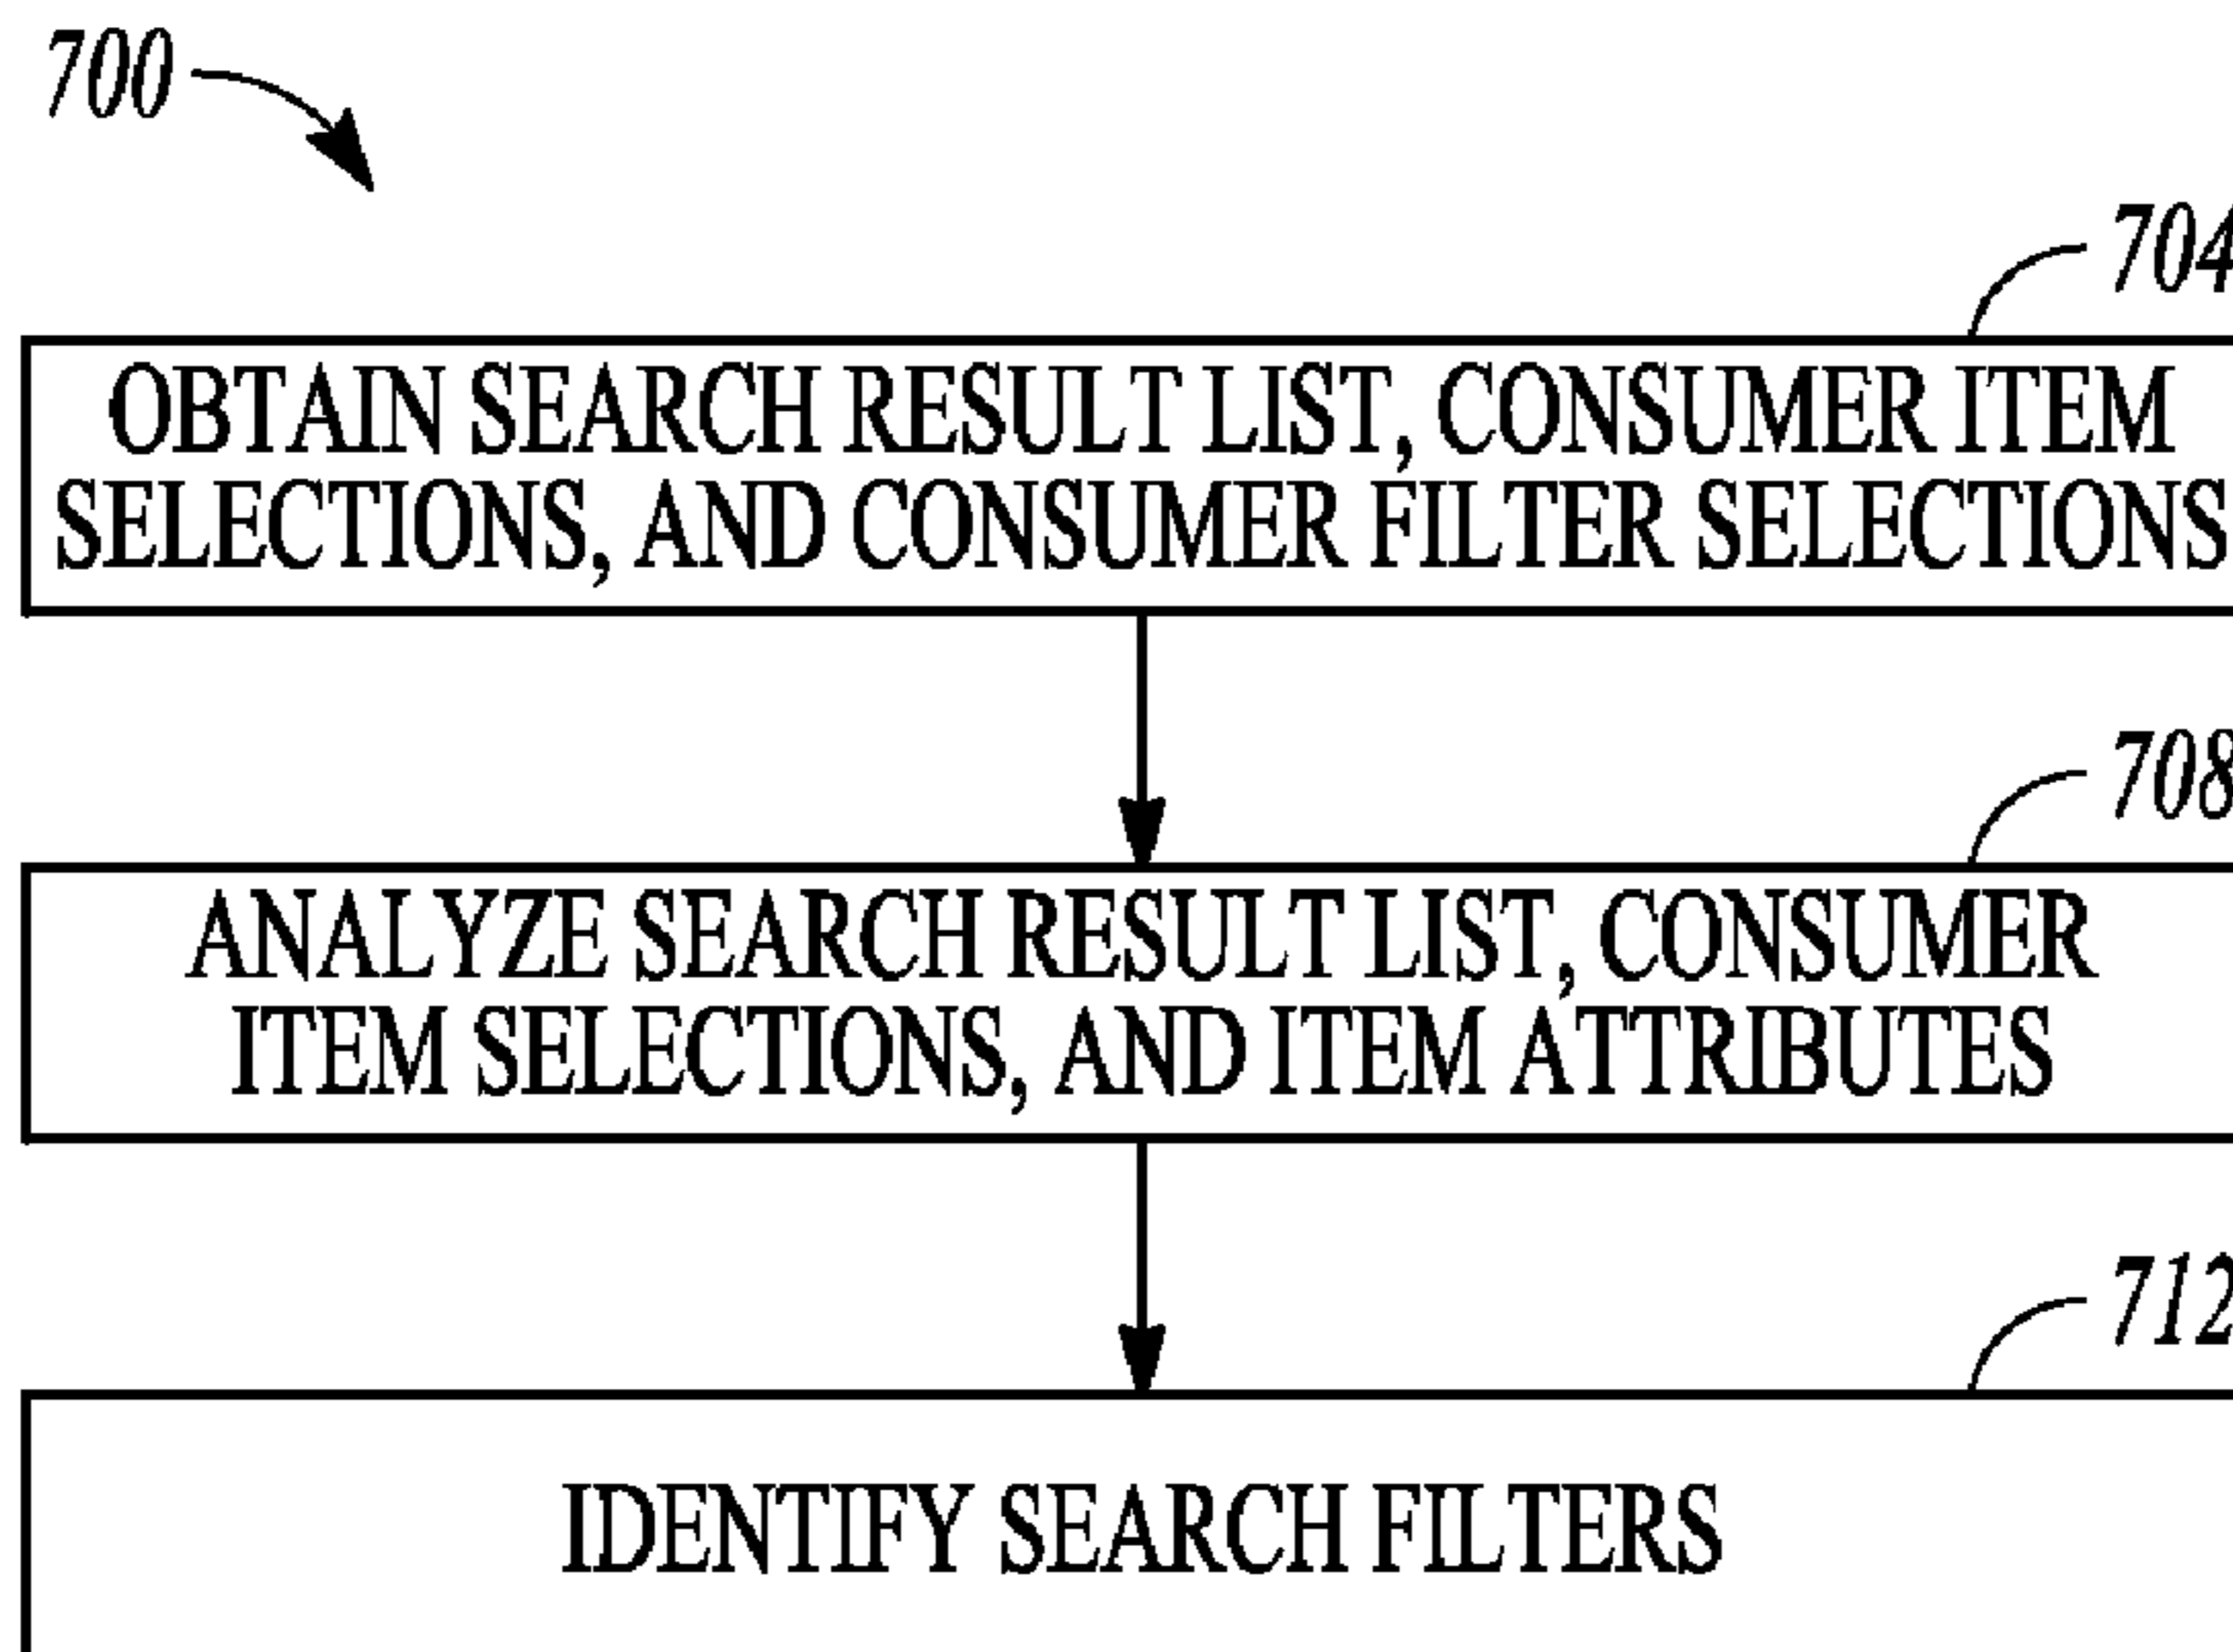 700
704
OBTAIN SEARCH RESULT LIST, CONSUMER ITEM
SELECTIONS, AND CONSUMER FILTER SELECTIONS
708
ANALYZE SEARCH RESULT LIST, CONSUMER
ITEM SELECTIONS, AND ITEM ATTRIBUTES
712
IDENTIFY SEARCH FILTERS